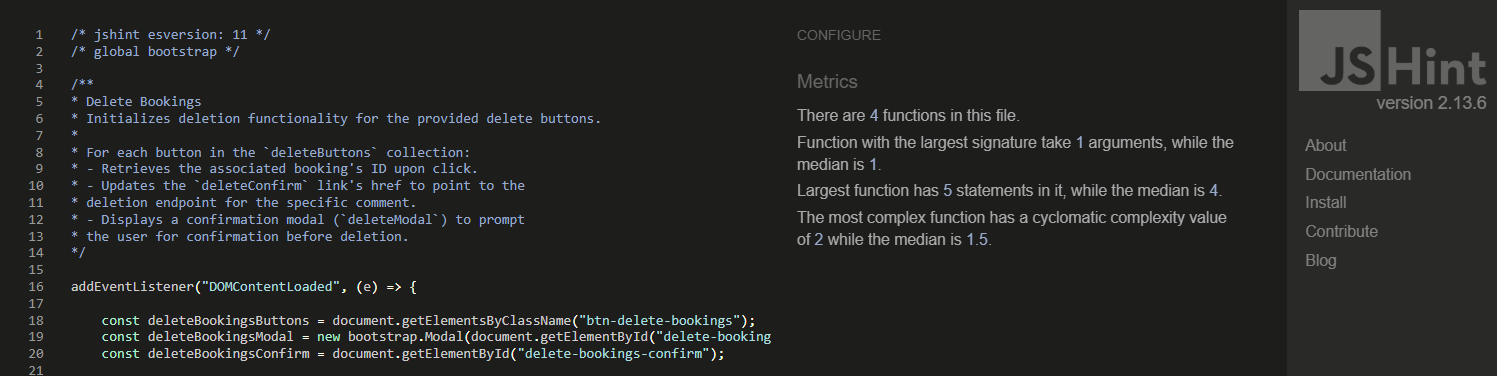 1 /* jshint esversion: 11 */
2 /* global bootstrap */
3
4 /**
5 * Delete Bookings
6 * Initializes deletion functionality for the provided delete buttons.
7 *
8 * For each button in the `deleteButtons` collection:
9 * - Retrieves the associated booking's ID upon click.
10 * - Updates the `deleteConfirm` link's href to point to the
11 * deletion endpoint for the specific comment.
12 * - Displays a confirmation modal (`deleteModal`) to prompt
13 * the user for confirmation before deletion.
14 */
15
16 addEventListener("DOMContentLoaded", (e) => {
17
18 const deleteBookingsButtons = document.getElementsByClassName("btn-delete-bookings");
19 const deleteBookingsModal = new bootstrap.Modal(document.getElementById("delete-booking
20 const deleteBookingsConfirm = document.getElementById("delete-bookings-confirm");
21
CONFIGURE
Metrics
There are 4 functions in this file.
Function with the largest signature take 1 arguments, while the
median is 1.
Largest function has 5 statements in it, while the median is 4.
The most complex function has a cyclomatic complexity value
of 2 while the median is 1.5.
JSHint
version 2.13.6
About
Documentation
Install
Contribute
Blog